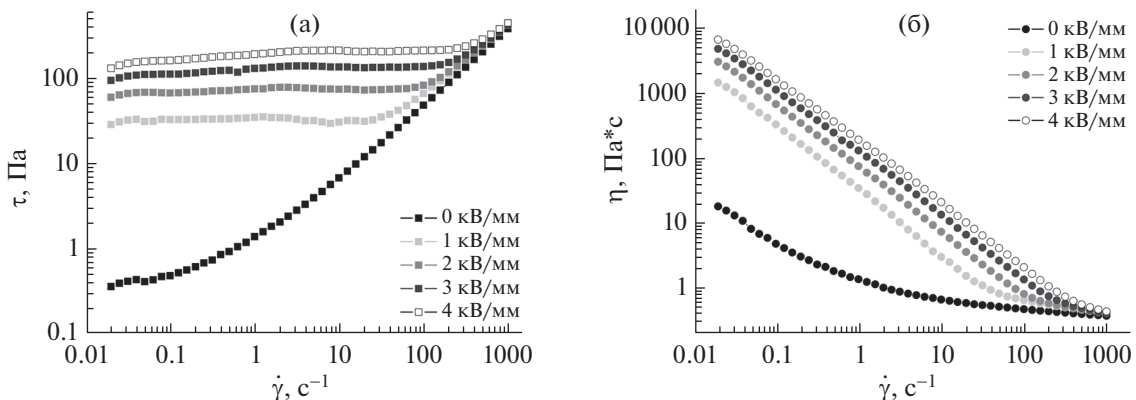 (а)
τ, Па
100
10
1
0.1
0.01
0.1
1
10
100
1000
γ̇, с⁻¹
0 кВ/мм
1 кВ/мм
2 кВ/мм
3 кВ/мм
4 кВ/мм
(б)
η, Па*с
10 000
1000
100
10
1
0.01
0.1
1
10
100
1000
γ̇, с⁻¹
0 кВ/мм
1 кВ/мм
2 кВ/мм
3 кВ/мм
4 кВ/мм